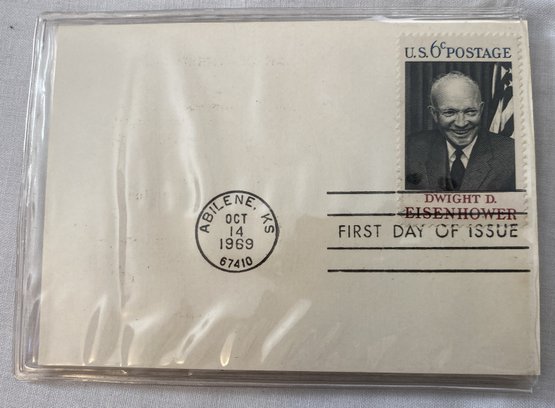 U.S. 6¢ POSTAGE
DWIGHT D.
EISENHOWER
FIRST DAY OF ISSUE
ABILENE, KS
OCT
14
1969
67410